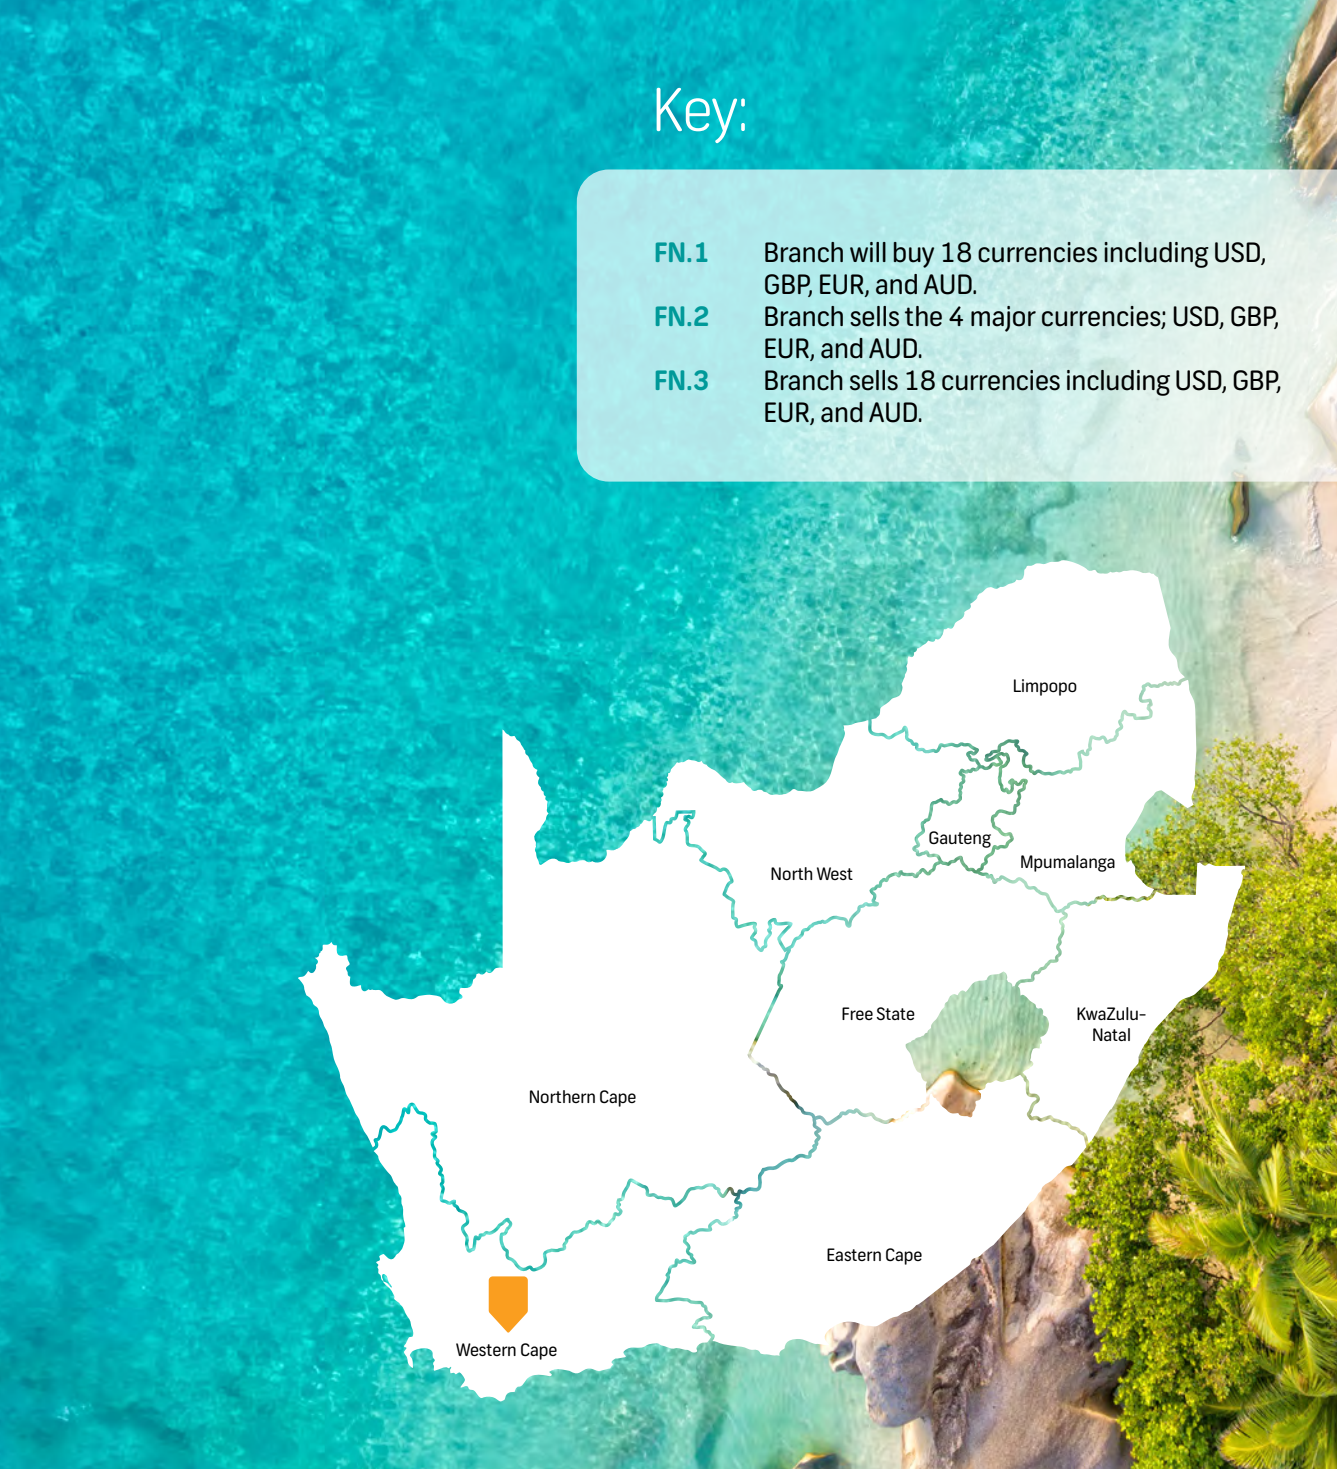 Key:
FN.1 Branch will buy 18 currencies including USD,
GBP, EUR, and AUD.
FN.2 Branch sells the 4 major currencies; USD, GBP,
EUR, and AUD.
FN.3 Branch sells 18 currencies including USD, GBP,
EUR, and AUD.
Limpopo
Gauteng
Mpumalanga
North West
Free State
KwaZulu-
Natal
Northern Cape
Eastern Cape
Western Cape